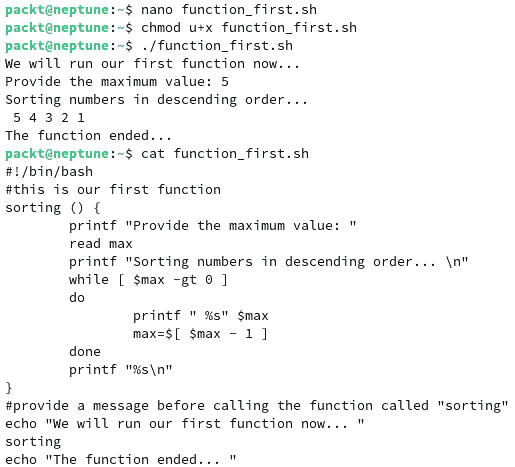 packt@neptune:~$ nano function_first.sh
packt@neptune:~$ chmod u+x function_first.sh
packt@neptune:~$ ./function_first.sh
We will run our first function now...
Provide the maximum value: 5
Sorting numbers in descending order...
 5 4 3 2 1
The function ended...
packt@neptune:~$ cat function_first.sh
#!/bin/bash
#this is our first function
sorting () {
        printf "Provide the maximum value: "
        read max
        printf "Sorting numbers in descending order... \n"
        while [ $max -gt 0 ]
        do
                printf " %s" $max
                max=$[ $max - 1 ]
        done
        printf "%s\n"
}
#provide a message before calling the function called "sorting"
echo "We will run our first function now... "
sorting
echo "The function ended... "